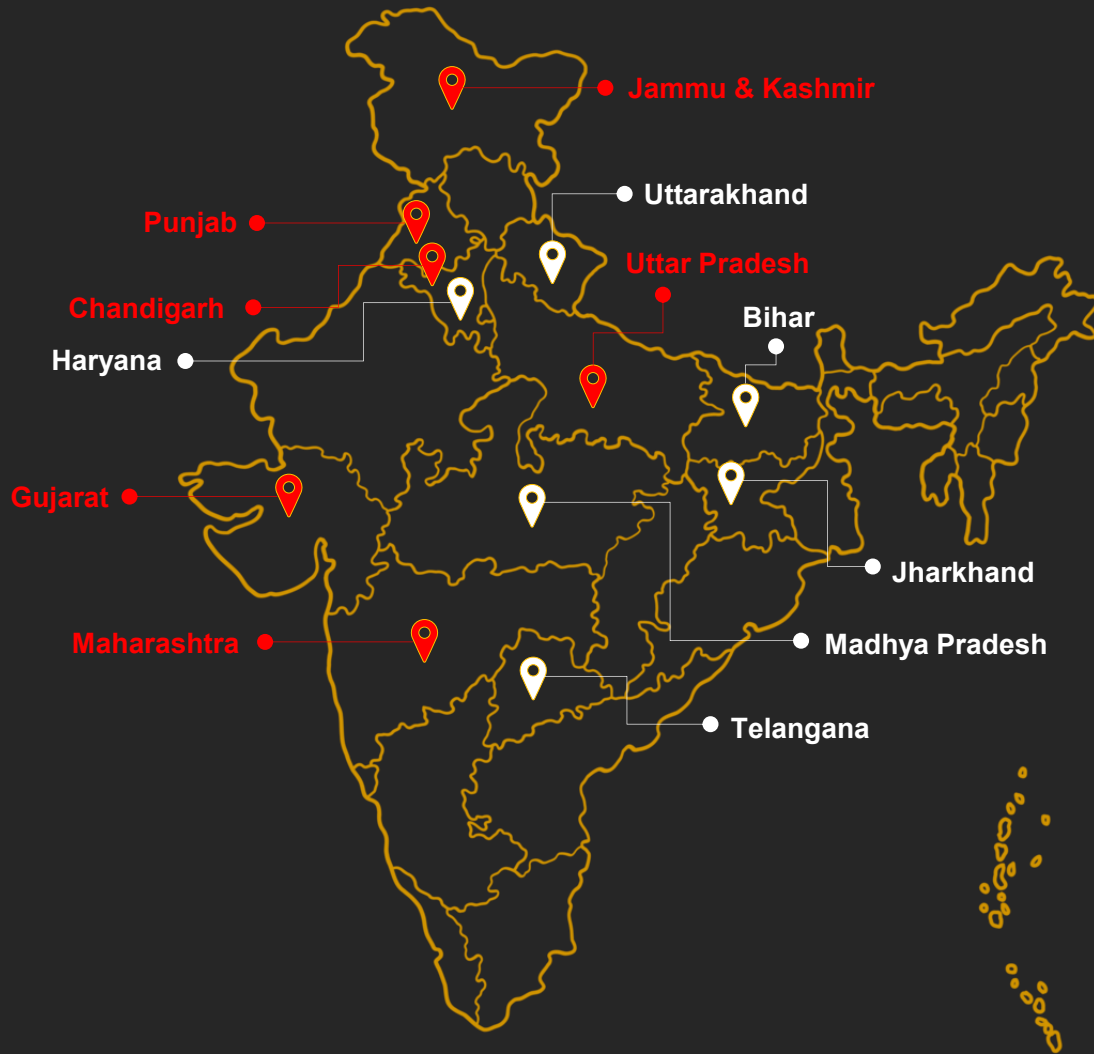 Jammu & Kashmir
Uttarakhand
Punjab
Uttar Pradesh
Chandigarh
Bihar
Haryana
Gujarat
Jharkhand
Maharashtra
Madhya Pradesh
Telangana